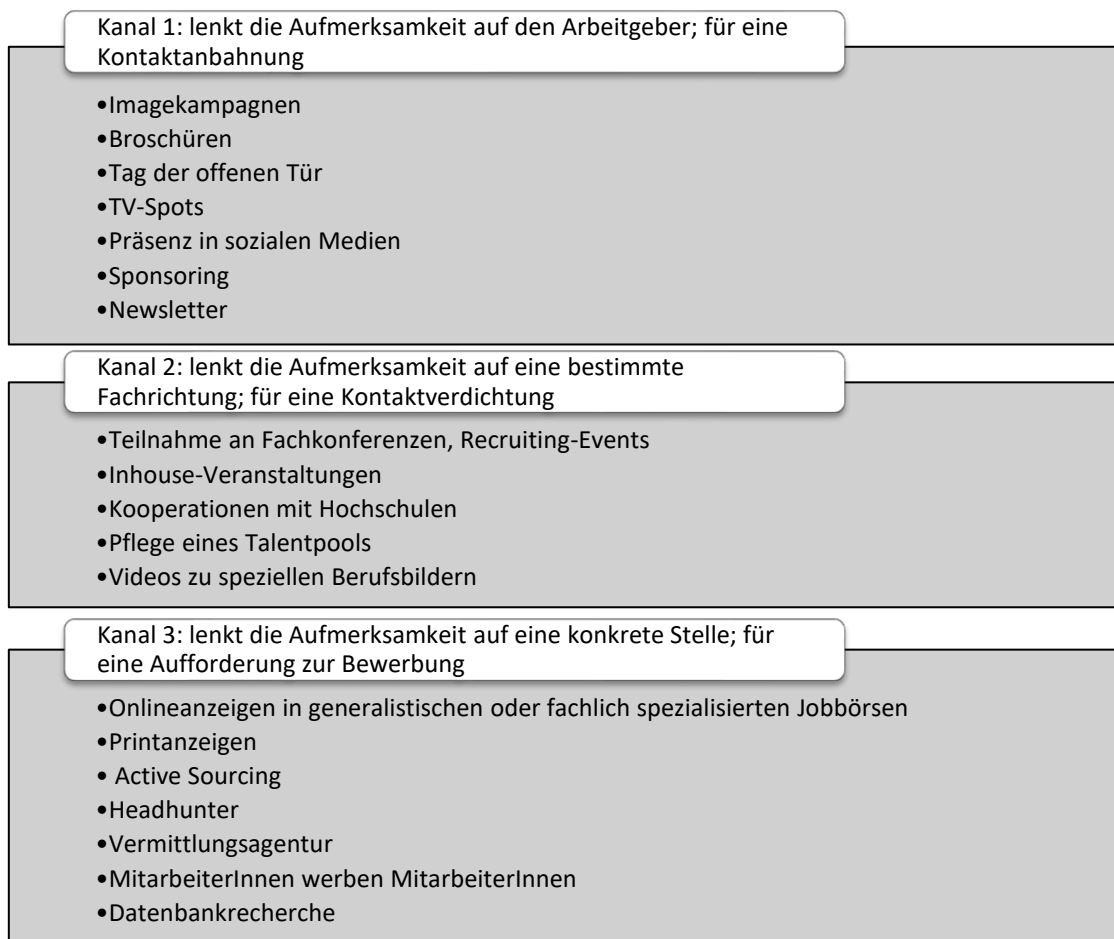 Kanal 1: lenkt die Aufmerksamkeit auf den Arbeitgeber; für eine
Kontaktanbahnung
•Imagekampagnen
•Broschüren
•Tag der offenen Tür
•TV-Spots
•Präsenz in sozialen Medien
•Sponsoring
•Newsletter
Kanal 2: lenkt die Aufmerksamkeit auf eine bestimmte
Fachrichtung; für eine Kontaktverdichtung
•Teilnahme an Fachkonferenzen, Recruiting-Events
•Inhouse-Veranstaltungen
•Kooperationen mit Hochschulen
•Pflege eines Talentpools
•Videos zu speziellen Berufsbildern
Kanal 3: lenkt die Aufmerksamkeit auf eine konkrete Stelle; für
eine Aufforderung zur Bewerbung
•Onlineanzeigen in generalistischen oder fachlich spezialisierten Jobbörsen
•Printanzeigen
• Active Sourcing
•Headhunter
•Vermittlungsagentur
•MitarbeiterInnen werben MitarbeiterInnen
•Datenbankrecherche